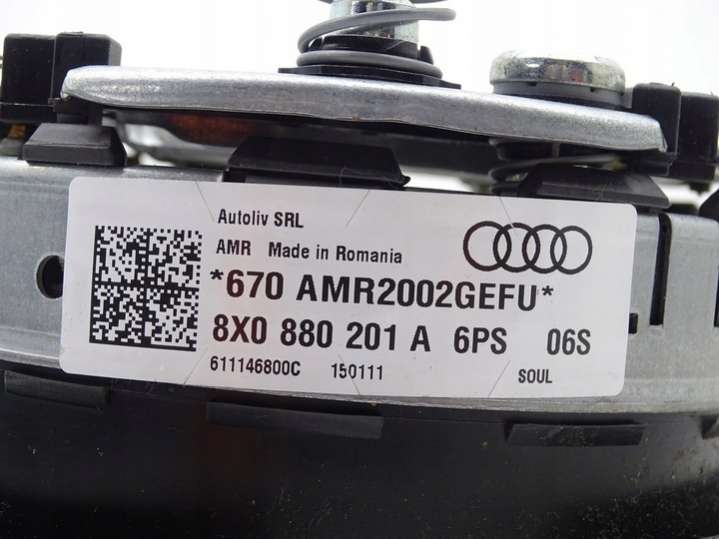 Autoliv SRL
AMR Made in Romania
*670 AMR2002GEFU*
8X0 880 201 A 6PS 06S
611146800C 150111 SOUL